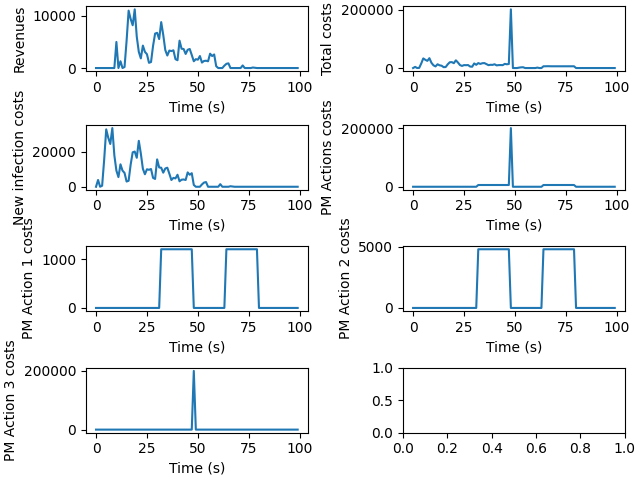 Revenues
10000
0
0 25 50 75 100
Time (s)
Total costs
200000
0
0 25 50 75 100
Time (s)
New infection costs
20000
0
0 25 50 75 100
Time (s)
PM Actions costs
200000
0
0 25 50 75 100
Time (s)
PM Action 1 costs
1000
0
0 25 50 75 100
Time (s)
PM Action 2 costs
5000
0
0 25 50 75 100
Time (s)
PM Action 3 costs
200000
0
0 25 50 75 100
Time (s)
1.0
0.5
0.0
0.0 0.2 0.4 0.6 0.8 1.0